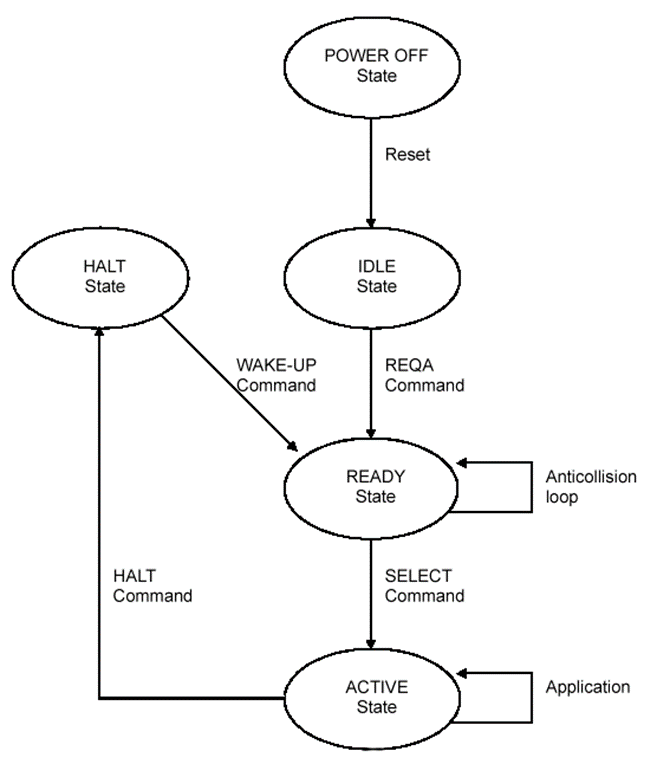 POWER OFF
State
Reset
HALT
State
IDLE
State
WAKE-UP
Command
REQA
Command
READY
State
Anticollision
loop
HALT
Command
SELECT
Command
ACTIVE
State
Application